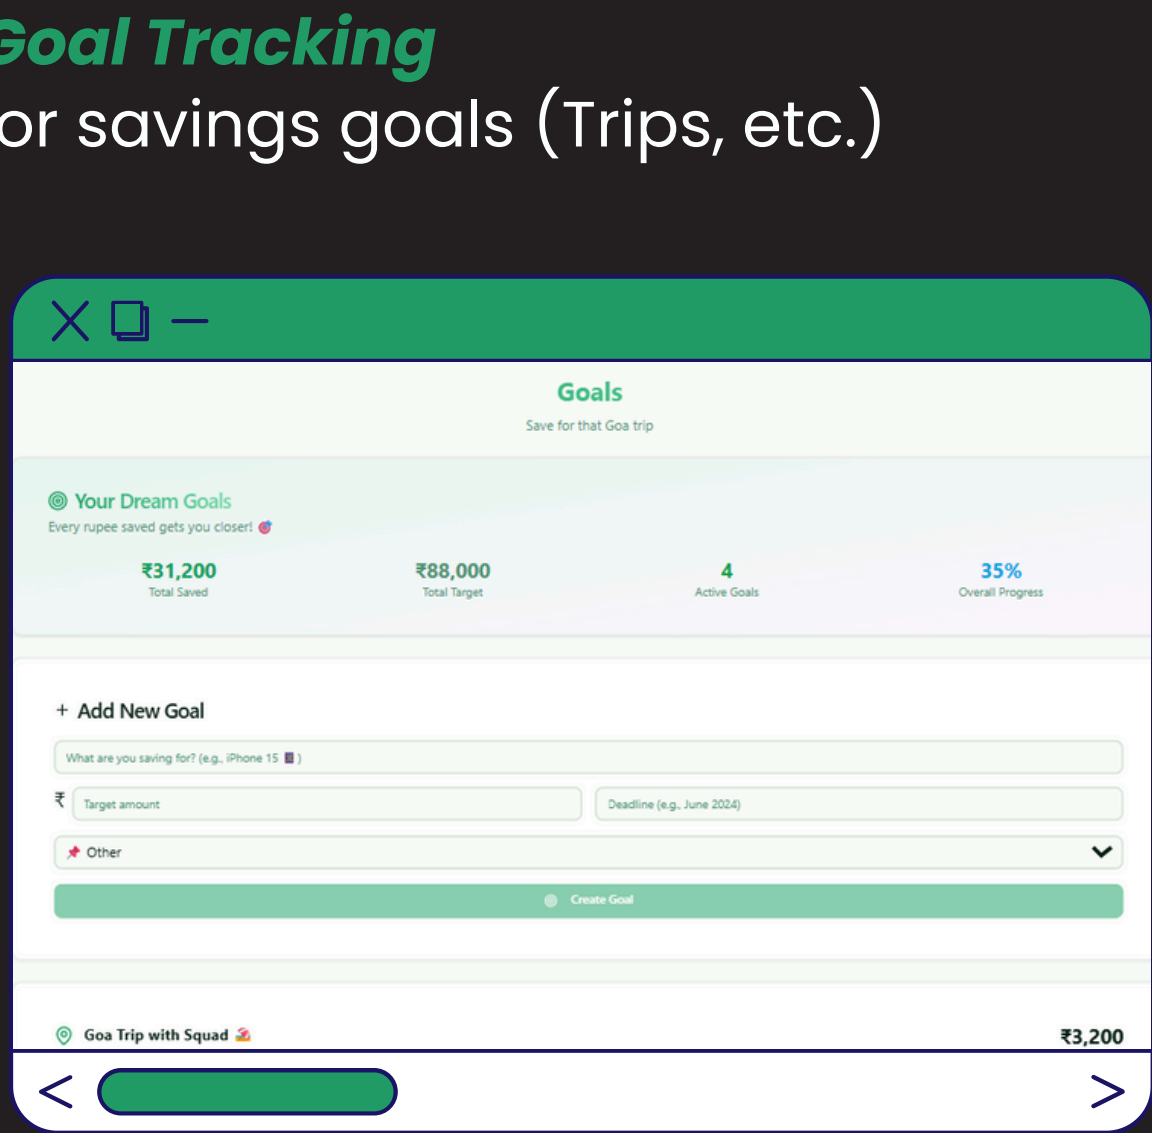 Goal Tracking
or savings goals (Trips, etc.)
Goals
Save for that Goa trip
Your Dream Goals
Every rupee saved gets you closer! 🎯
₹31,200 ₹88,000 4 35%
Total Saved Total Target Active Goals Overall Progress
+ Add New Goal
What are you saving for? (e.g., iPhone 15 📱)
₹ Target amount Deadline (e.g., June 2024)
📌 Other
Create Goal
Goa Trip with Squad 🏖️ ₹3,200